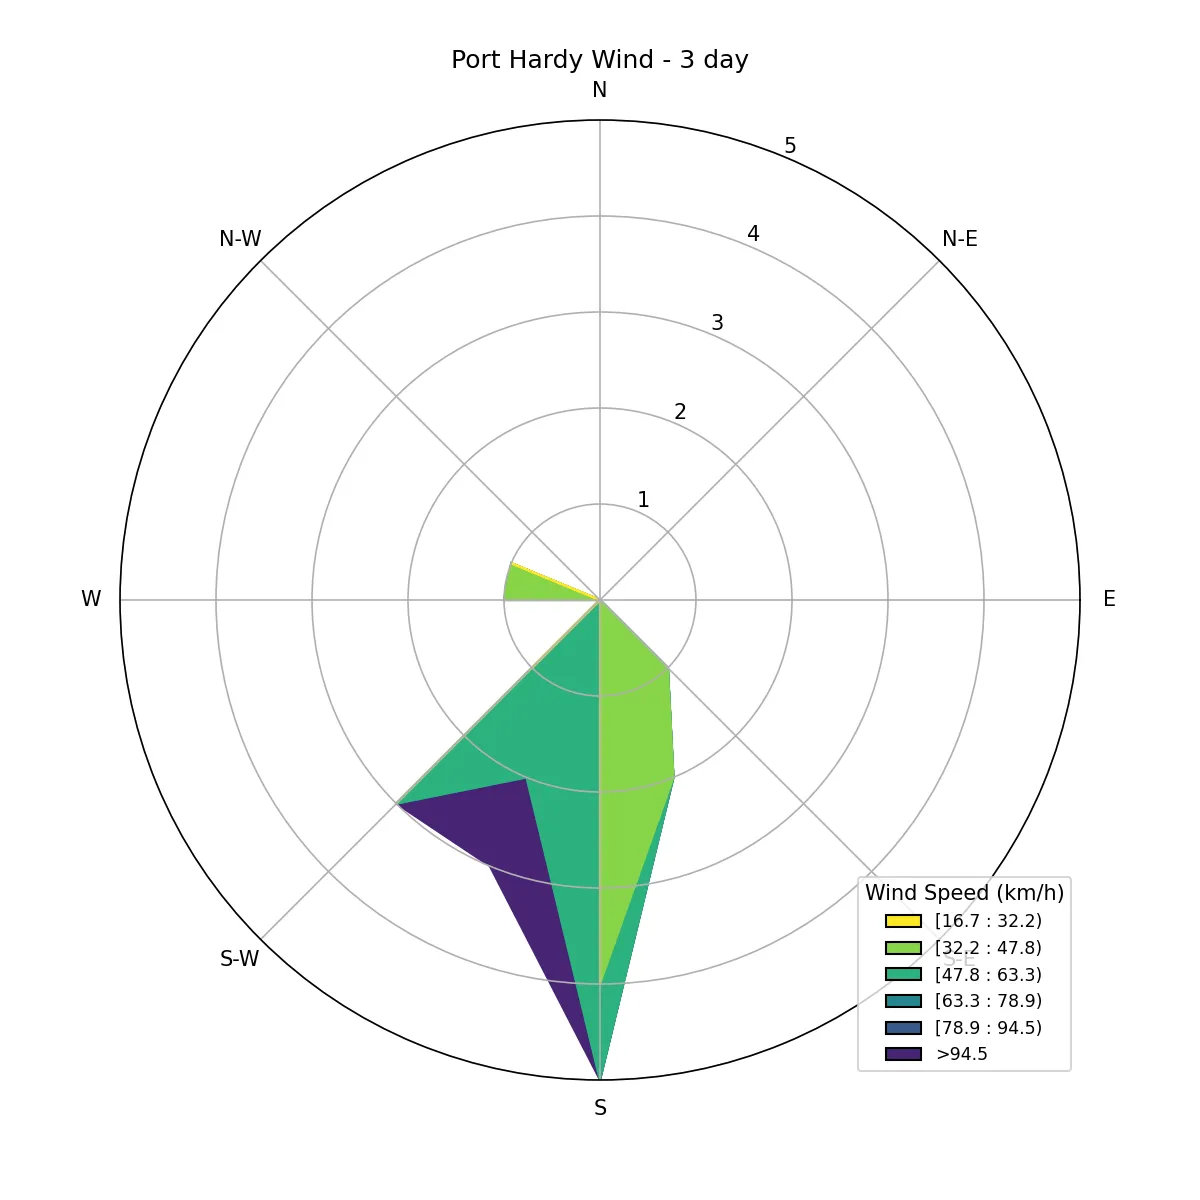 Port Hardy Wind - 3 day
N
5
N-W
N-E
4
3
2
1
W
E
S-W
S-E
S
Wind Speed (km/h)
[16.7 : 32.2)
[32.2 : 47.8)
[47.8 : 63.3)
[63.3 : 78.9)
[78.9 : 94.5)
>94.5